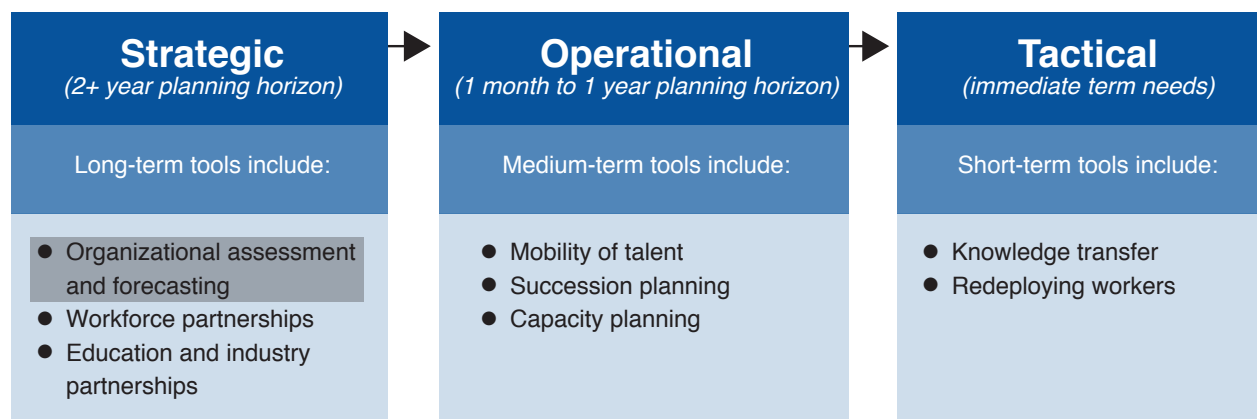 Strategic
(2+ year planning horizon)
Long-term tools include:
● Organizational assessment
and forecasting
● Workforce partnerships
● Education and industry
partnerships
Operational
(1 month to 1 year planning horizon)
Medium-term tools include:
● Mobility of talent
● Succession planning
● Capacity planning
Tactical
(immediate term needs)
Short-term tools include:
● Knowledge transfer
● Redeploying workers